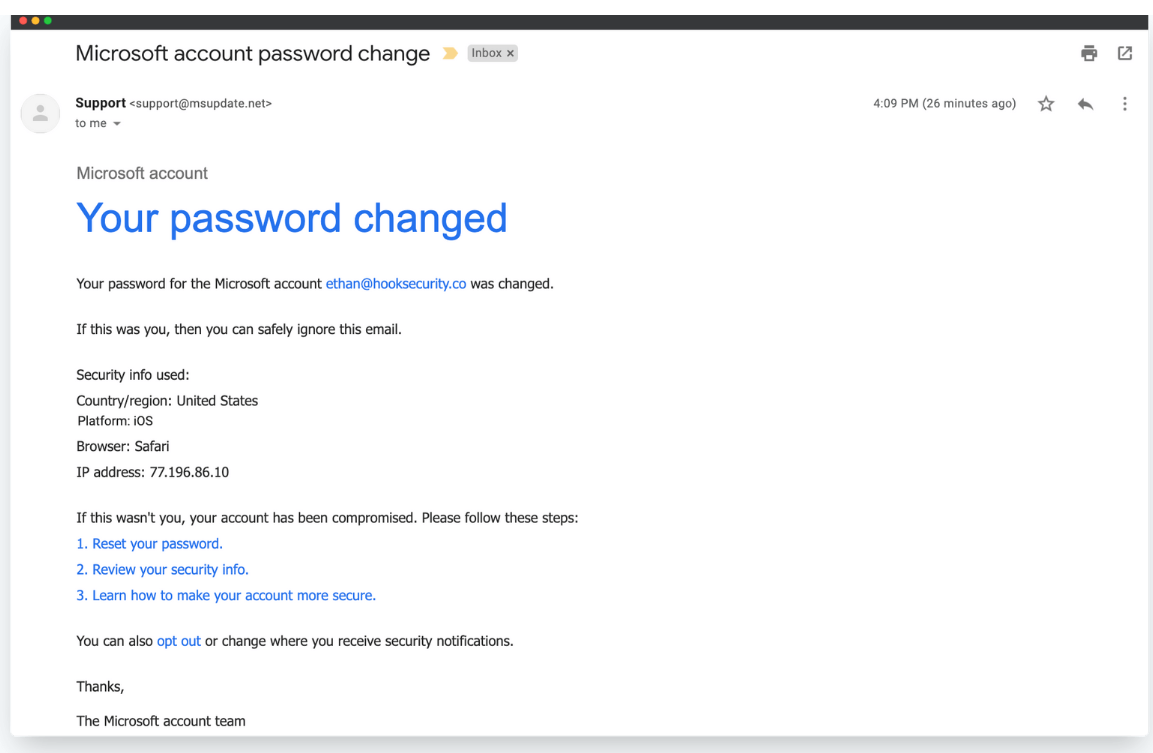 Microsoft account password change Inbox ×
Support <support@msupdate.net> 4:09 PM (26 minutes ago)
to me
Microsoft account
Your password changed
Your password for the Microsoft account ethan@hooksecurity.co was changed.
If this was you, then you can safely ignore this email.
Security info used:
Country/region: United States
Platform: iOS
Browser: Safari
IP address: 77.196.86.10
If this wasn't you, your account has been compromised. Please follow these steps:
1. Reset your password.
2. Review your security info.
3. Learn how to make your account more secure.
You can also opt out or change where you receive security notifications.
Thanks,
The Microsoft account team